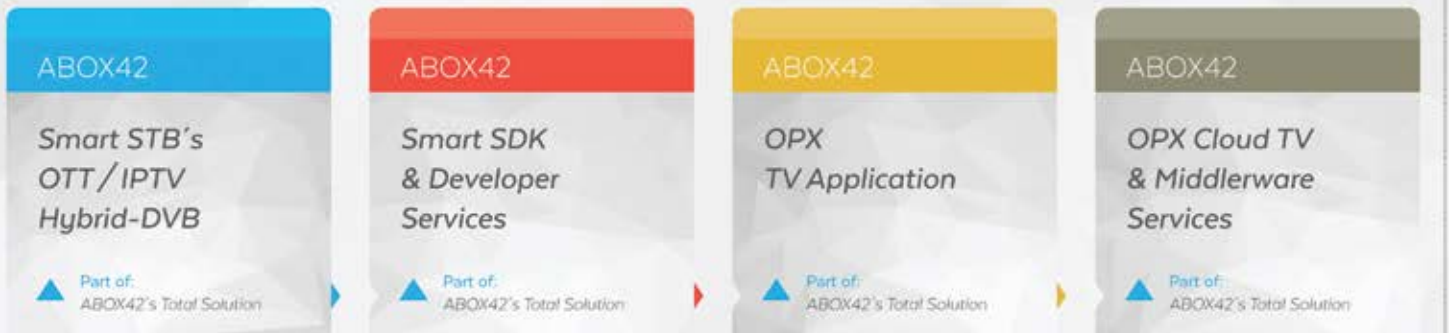 ABOX42
Smart STB´s
OTT / IPTV
Hybrid-DVB
Part of:
ABOX42´s Total Solution
ABOX42
Smart SDK
& Developer
Services
Part of:
ABOX42´s Total Solution
ABOX42
OPX
TV Application
Part of:
ABOX42´s Total Solution
ABOX42
OPX Cloud TV
& Middlerware
Services
Part of:
ABOX42´s Total Solution